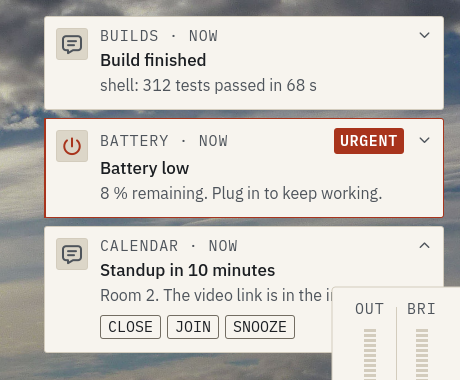 BUILDS · NOW
Build finished
shell: 312 tests passed in 68 s
BATTERY · NOW URGENT
Battery low
8 % remaining. Plug in to keep working.
CALENDAR · NOW
Standup in 10 minutes
Room 2. The video link is in the
CLOSE JOIN SNOOZE
OUT BRI